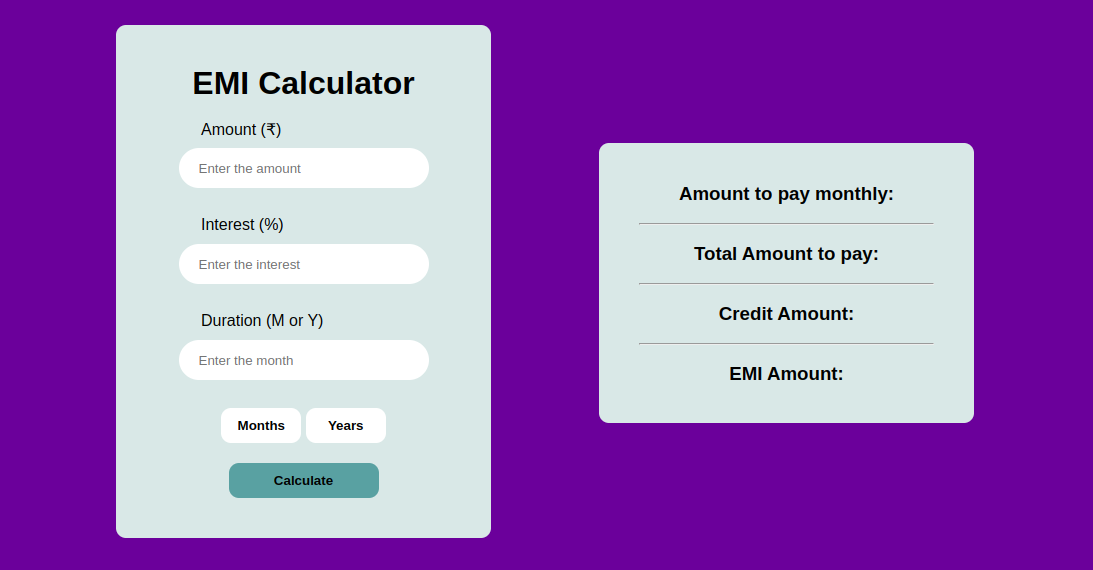 EMI Calculator
Amount (₹)
Enter the amount
Interest (%)
Enter the interest
Duration (M or Y)
Enter the month
Months Years
Calculate
Amount to pay monthly:
Total Amount to pay:
Credit Amount:
EMI Amount: